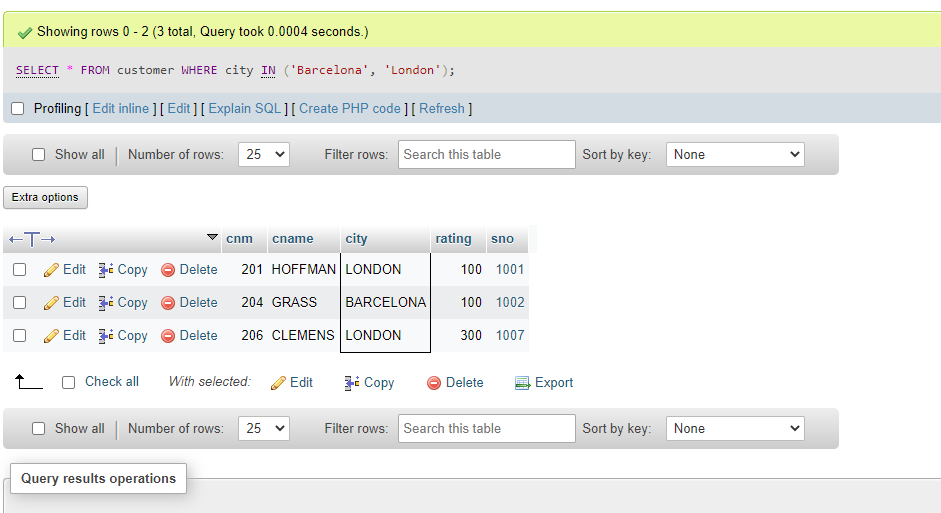 Showing rows 0 - 2 (3 total, Query took 0.0004 seconds.)
SELECT * FROM customer WHERE city IN ('Barcelona', 'London');
Profiling [ Edit inline ] [ Edit ] [ Explain SQL ] [ Create PHP code ] [ Refresh ]
Show all Number of rows: 25 Filter rows: Search this table Sort by key: None
Extra options
←T→ cnm cname city rating sno
Edit Copy Delete 201 HOFFMAN LONDON 100 1001
Edit Copy Delete 204 GRASS BARCELONA 100 1002
Edit Copy Delete 206 CLEMENS LONDON 300 1007
Check all With selected: Edit Copy Delete Export
Show all Number of rows: 25 Filter rows: Search this table Sort by key: None
Query results operations